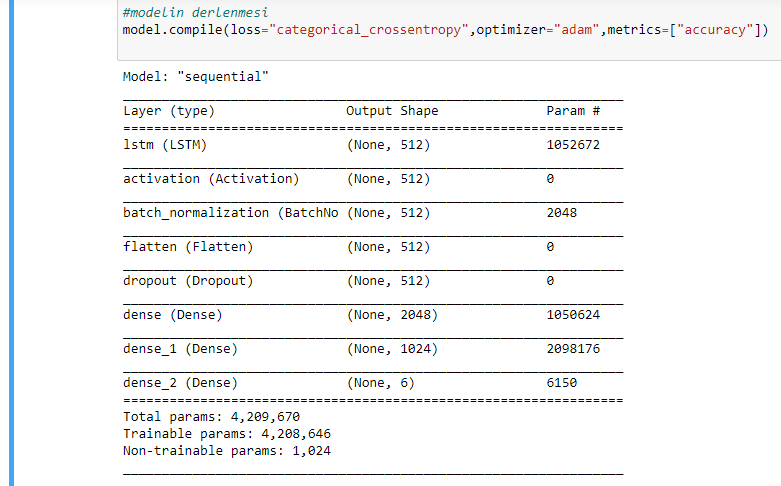 #modelin derlenmesi
model.compile(loss="categorical_crossentropy",optimizer="adam",metrics=["accuracy"])
Model: "sequential"
_________________________________________________________________
Layer (type)                 Output Shape              Param #
=================================================================
lstm (LSTM)                  (None, 512)               1052672
_________________________________________________________________
activation (Activation)      (None, 512)               0
_________________________________________________________________
batch_normalization (BatchNo (None, 512)               2048
_________________________________________________________________
flatten (Flatten)            (None, 512)               0
_________________________________________________________________
dropout (Dropout)            (None, 512)               0
_________________________________________________________________
dense (Dense)                (None, 2048)              1050624
_________________________________________________________________
dense_1 (Dense)              (None, 1024)              2098176
_________________________________________________________________
dense_2 (Dense)              (None, 6)                 6150
=================================================================
Total params: 4,209,670
Trainable params: 4,208,646
Non-trainable params: 1,024
_________________________________________________________________